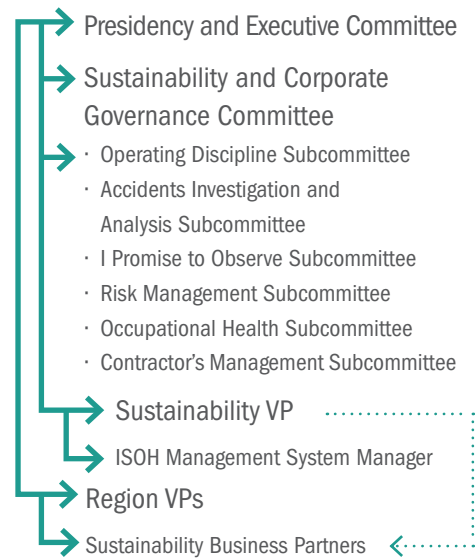 Presidency and Executive Committee
Sustainability and Corporate
Governance Committee
· Operating Discipline Subcommittee
· Accidents Investigation and
Analysis Subcommittee
· I Promise to Observe Subcommittee
· Risk Management Subcommittee
· Occupational Health Subcommittee
· Contractor's Management Subcommittee
Sustainability VP
ISOH Management System Manager
Region VPs
Sustainability Business Partners